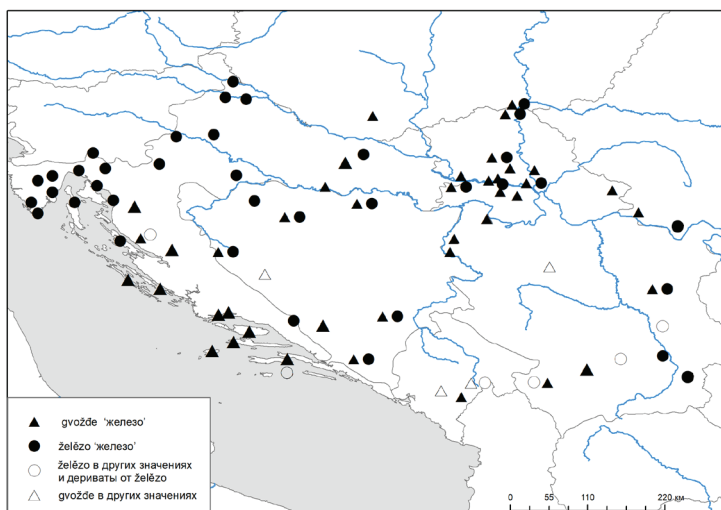 gvožđe 'железо'
želězo 'железо'
želězo в других значениях
и дериваты от želězo
gvožđe в других значениях
0 55 110 220 км